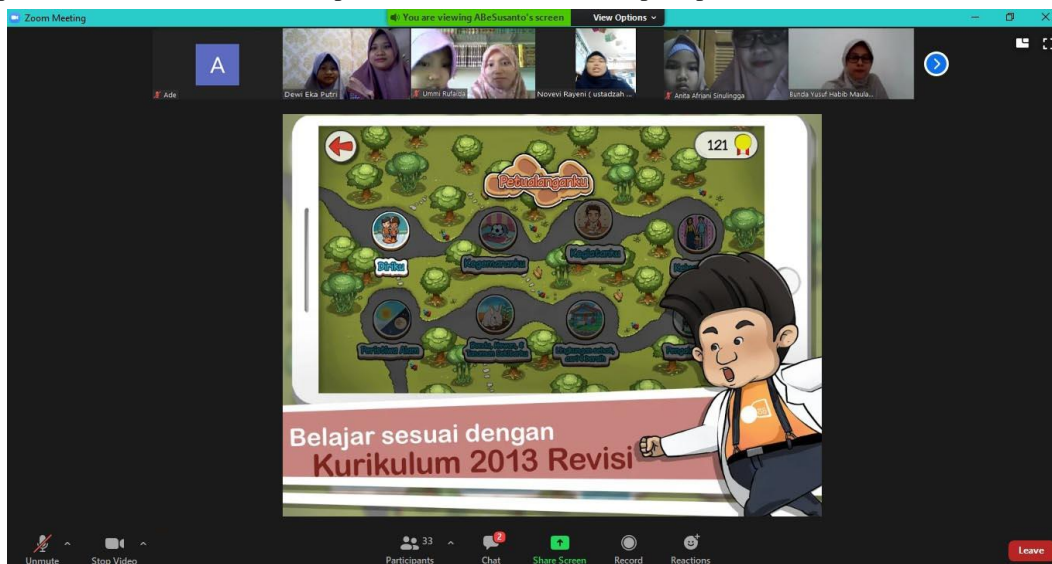 Zoom Meeting
You are viewing ABeSusanto's screen
View Options
A
Ade
Dewi Eka Putri
Ummi Rufaida
Novevi Rayeni ( ustadzah ...
Anita Afriani Sinulingga
Bunda Yusuf Habib Maula...
121
Petualanganku
Diriku
Kegemaranku
Kegiatanku
Peristiwa Alam
Belajar sesuai dengan
Kurikulum 2013 Revisi
Unmute
Stop Video
33
Participants
2
Chat
Share Screen
Record
Reactions
Leave